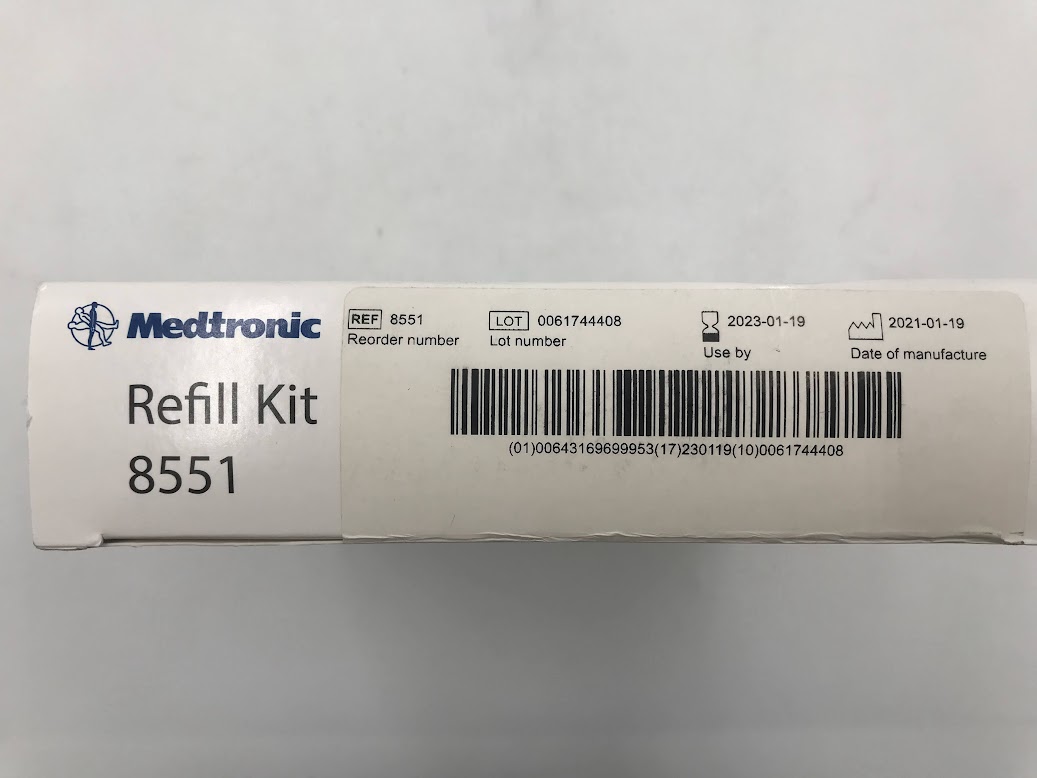 Medtronic
Refill Kit
8551
REF 8551
Reorder number
LOT 0061744408
Lot number
2023-01-19
Use by
2021-01-19
Date of manufacture
(01)00643169699953(17)230119(10)0061744408